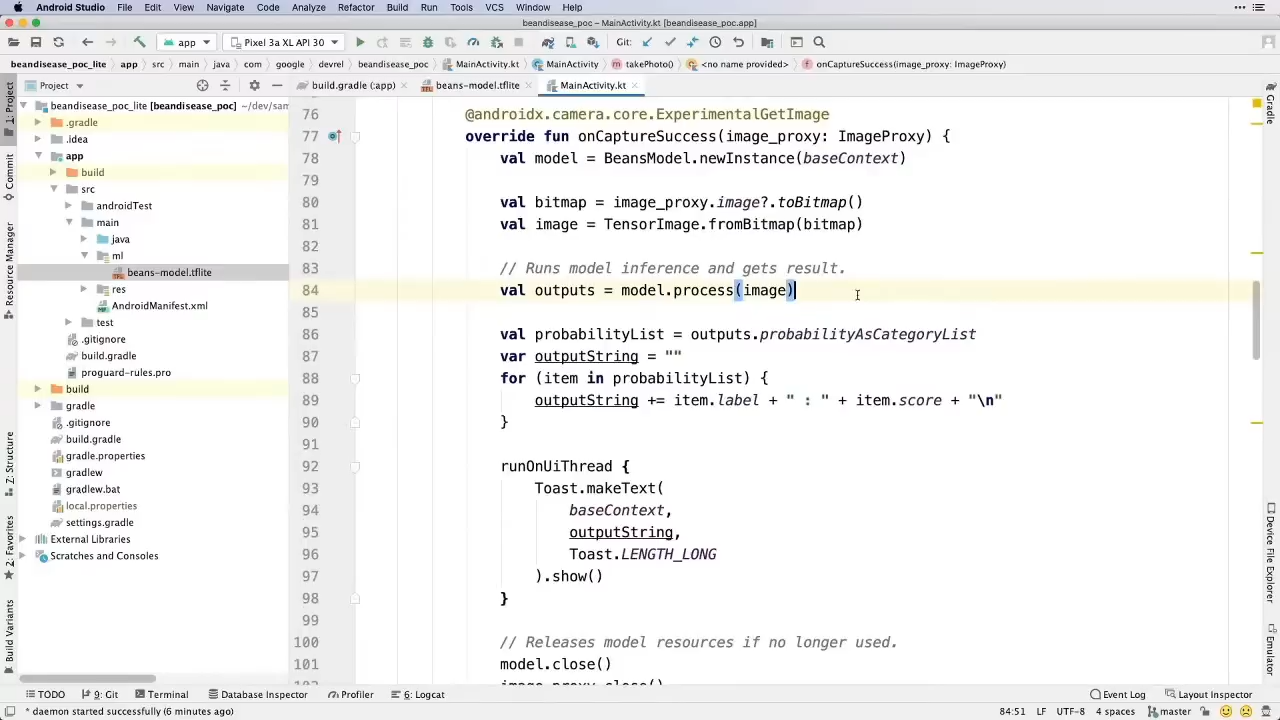 Android Studio File Edit View Navigate Code Analyze Refactor Build Run Tools VCS Window Help
beandisease_poc – MainActivity.kt [beandisease_poc.app]
app Pixel 3a XL API 30 Git:
beandisease_poc_lite app src main java com google devrel beandisease_poc MainActivity.kt MainActivity takePhoto() <no name provided> onCaptureSuccess(image_proxy: ImageProxy)
Project build.gradle (:app) beans-model.tflite MainActivity.kt
beandisease_poc_lite [beandisease_poc] ~/dev/sam
.gradle
.idea
app
build
src
androidTest
main
java
ml
beans-model.tflite
res
AndroidManifest.xml
test
.gitignore
build.gradle
proguard-rules.pro
build
gradle
.gitignore
build.gradle
gradle.properties
gradlew
gradlew.bat
local.properties
settings.gradle
External Libraries
Scratches and Consoles
1: Project
Commit
Resource Manager
Z: Structure
2: Favorites
Build Variants
76 @androidx.camera.core.ExperimentalGetImage
77 override fun onCaptureSuccess(image_proxy: ImageProxy) {
78 val model = BeansModel.newInstance(baseContext)
79
80 val bitmap = image_proxy.image?.toBitmap()
81 val image = TensorImage.fromBitmap(bitmap)
82
83 // Runs model inference and gets result.
84 val outputs = model.process(image)
85
86 val probabilityList = outputs.probabilityAsCategoryList
87 var outputString = ""
88 for (item in probabilityList) {
89 outputString += item.label + " : " + item.score + "\n"
90 }
91
92 runOnUiThread {
93 Toast.makeText(
94 baseContext,
95 outputString,
96 Toast.LENGTH_LONG
97 ).show()
98 }
99
100 // Releases model resources if no longer used.
101 model.close()
image_proxy.close()
Gradle
Device File Explorer
Emulator
TODO 9: Git Terminal Database Inspector Profiler 6: Logcat Event Log Layout Inspector
* daemon started successfully (6 minutes ago) 84:51 LF UTF-8 4 spaces master